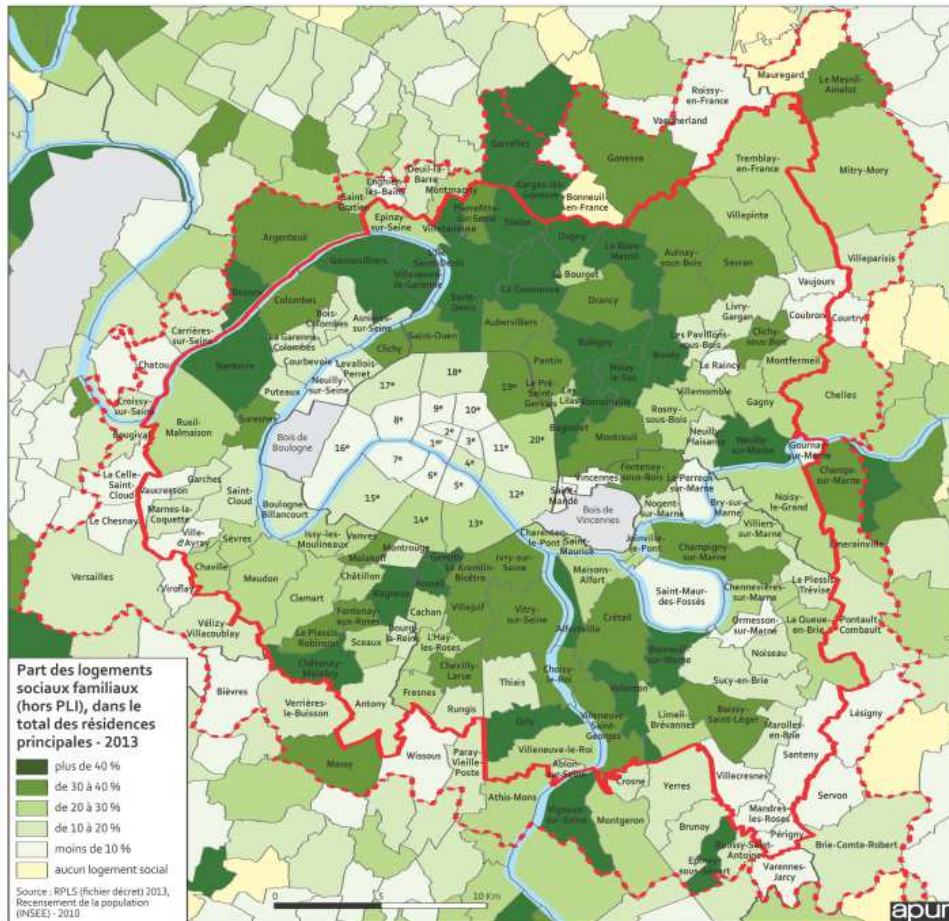 Mauregard
Le Mesnil-
Amelot
Roissy-
en-France
Vaudherland
Sarcelles
Gonesse
Tremblay-
en-France
Mitry-Mory
Enghien-
les-Bains
Deuil-la-
Barre
Montmagny
Saint-
Gratien
Garges-lès-
Gonesse
Bonneuil-
en-France
Epinay
sur-Seine
Pierrefitte-
sur-Seine
Villetaneuse
Stains
Villepinte
Argenteuil
Gennevilliers
Villeneuve-
la-Garenne
Dugny
Le Blanc-
Mesnil
Aulnay-
sous-Bois
Sevran
Villeparisis
Le Bourget
Vaujours
Bezons
Colombes
Saint-
Denis
La Courneuve
Drancy
Livry-
Gargan
Coubron
Courtry
Carrières-
sur-Seine
Bois-
Colombes
Asnières-
sur-Seine
La Garenne-
Colombes
Saint-Ouen
Aubervilliers
Bobigny
Les Pavillons-
sous-Bois
Clichy-
sous-Bois
Chatou
Nanterre
Courbevoie
Levallois-
Perret
Clichy
Pantin
Bondy
Le Raincy
Montfermeil
Puteaux
Neuilly-
sur-Seine
17e
18e
19e
Le Pré-
Saint-
Gervais
Les
Lilas
Noisy-
le-Sec
Romainville
Villemomble
Gagny
Chelles
Croissy-
sur-Seine
Bougival
Rueil-
Malmaison
Suresnes
Bois de
Boulogne
8e
9e
10e
2e
1er
3e
11e
20e
Bagnolet
Montreuil
Rosny-
sous-Bois
Neuilly-
Plaisance
Neuilly-
sur-Marne
Gournay-
sur-Marne
16e
7e
4e
6e
5e
La Celle-
Saint-
Cloud
Vaucresson
Garches
Saint-
Cloud
Boulogne-
Billancourt
15e
12e
Saint-
Mandé
Vincennes
Fontenay-
sous-Bois
Le Perreux-
sur-Marne
Champs-
sur-Marne
Marnes-la-
Coquette
Bois de
Vincennes
Nogent-
sur-Marne
Bry-sur-
Marne
Noisy-
le-Grand
Le Chesnay
Ville-
d'Avray
Sèvres
Issy-les-
Moulineaux
Vanves
14e
13e
Charenton-
le-Pont
Saint-
Maurice
Joinville-
le-Pont
Villiers-
sur-Marne
Emerainville
Chaville
Meudon
Malakoff
Montrouge
Gentilly
Le Kremlin-
Bicêtre
Ivry-sur-
Seine
Maisons-
Alfort
Champigny-
sur-Marne
Versailles
Viroflay
Clamart
Châtillon
Bagneux
Arcueil
Cachan
Villejuif
Vitry-
sur-Seine
Alfortville
Créteil
Saint-Maur-
des-Fossés
Chennevières-
sur-Marne
Le Plessis-
Trévise
Vélizy-
Villacoublay
Fontenay-
aux-Roses
Bourg-
la-Reine
L'Haÿ-
les-Roses
Ormesson-
sur-Marne
La Queue-
en-Brie
Pontault-
Combault
Le Plessis-
Robinson
Sceaux
Chevilly-
Larue
Choisy-
le-Roi
Bonneuil-
sur-Marne
Noiseau
Châtenay-
Malabry
Thiais
Valenton
Sucy-en-Brie
Bièvres
Verrières-
le-Buisson
Antony
Fresnes
Rungis
Orly
Villeneuve-
Saint-
Georges
Limeil-
Brévannes
Boissy-
Saint-Léger
Marolles-
en-Brie
Lésigny
Massy
Wissous
Paray-
Vieille-
Poste
Villeneuve-le-Roi
Ablon-
sur-Seine
Crosne
Villecresnes
Santeny
Servon
Athis-Mons
Yerres
Mandres-
les-Roses
Périgny
Vigneux-
sur-Seine
Montgeron
Brunoy
Boussy-Saint-
Antoine
Epinay
sous-Sénart
Varennes-
Jarcy
Brie-Comte-Robert
Part des logements
sociaux familiaux
(hors PLI), dans le
total des résidences
principales - 2013
plus de 40 %
de 30 à 40 %
de 20 à 30 %
de 10 à 20 %
moins de 10 %
aucun logement social
Source : RPLS (fichier décret) 2013,
Recensement de la population
(INSEE) - 2010
0 5 10 Km
apur